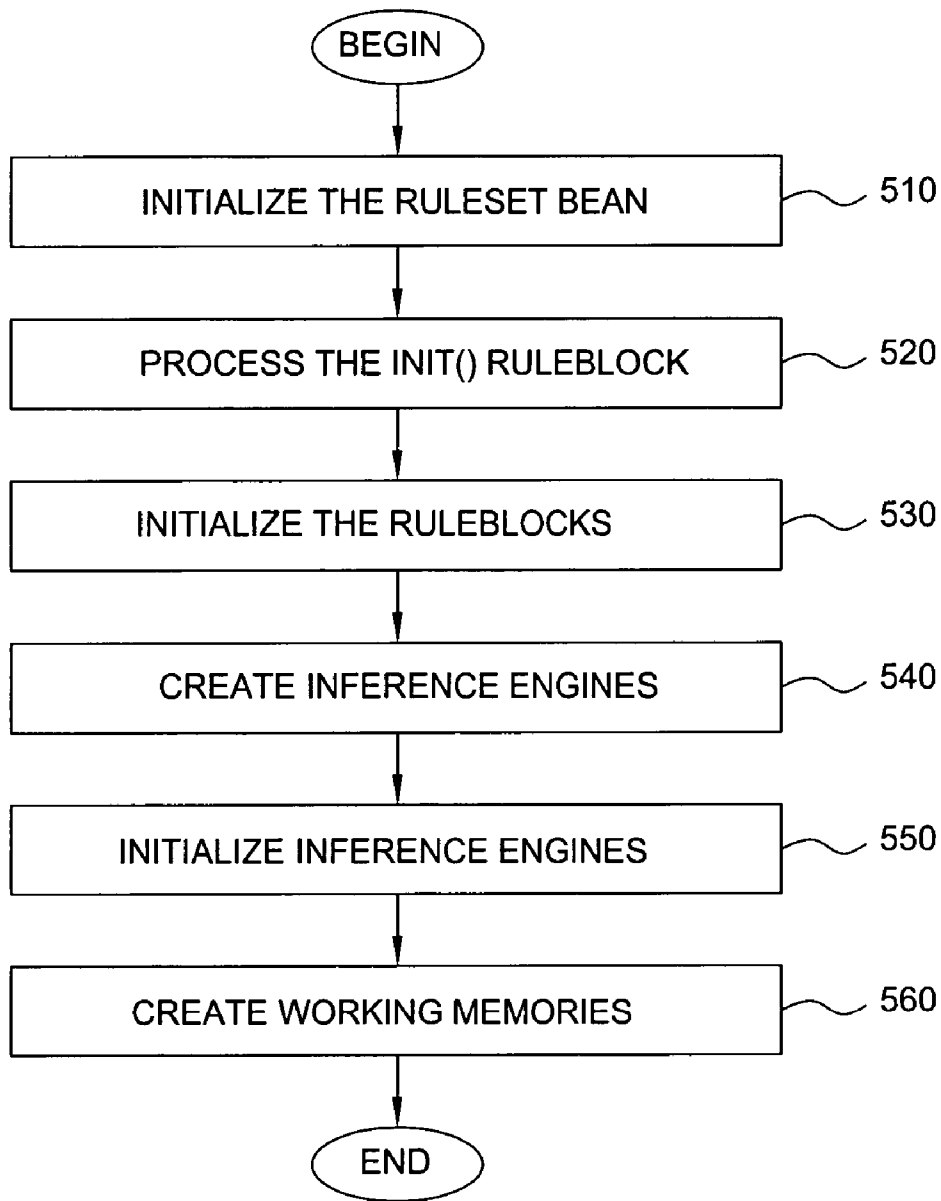 BEGIN
INITIALIZE THE RULESET BEAN 510
PROCESS THE INIT() RULEBLOCK 520
INITIALIZE THE RULEBLOCKS 530
CREATE INFERENCE ENGINES 540
INITIALIZE INFERENCE ENGINES 550
CREATE WORKING MEMORIES 560
END